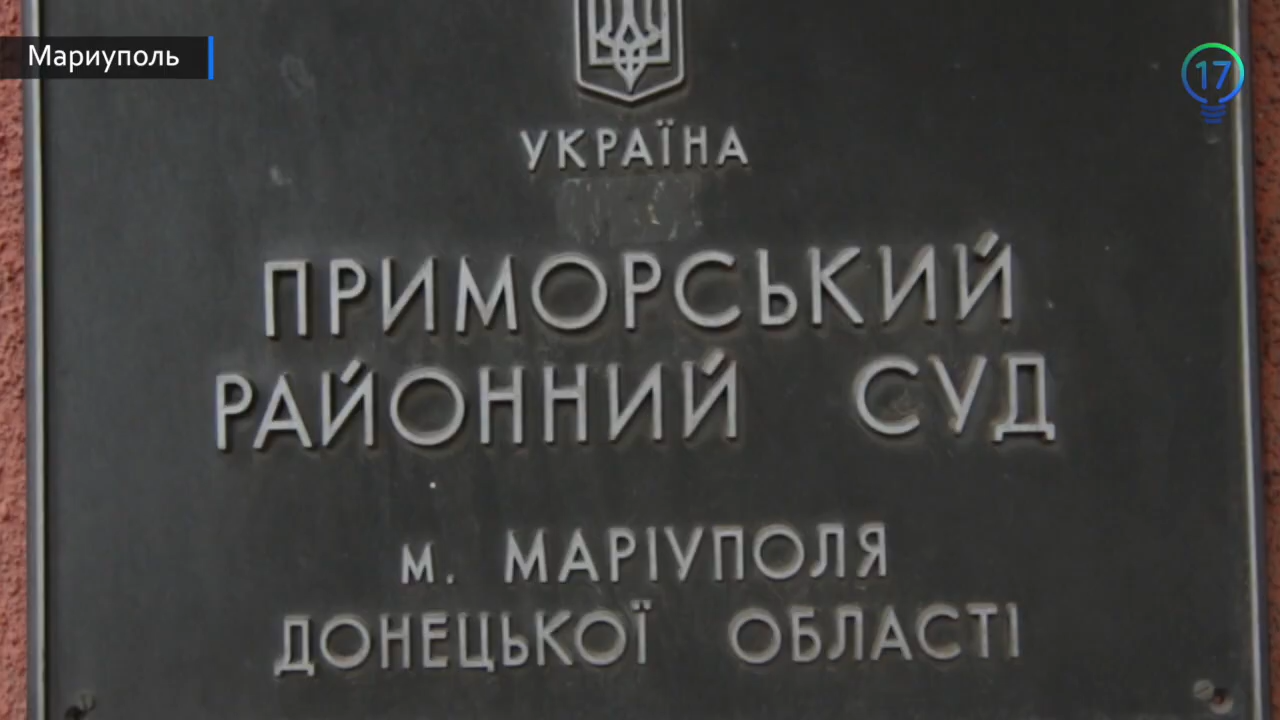 Мариуполь
17
УКРАЇНА
ПРИМОРСЬКИЙ
РАЙОННИЙ СУД
м. МАРІУПОЛЯ
ДОНЕЦЬКОЇ ОБЛАСТІ